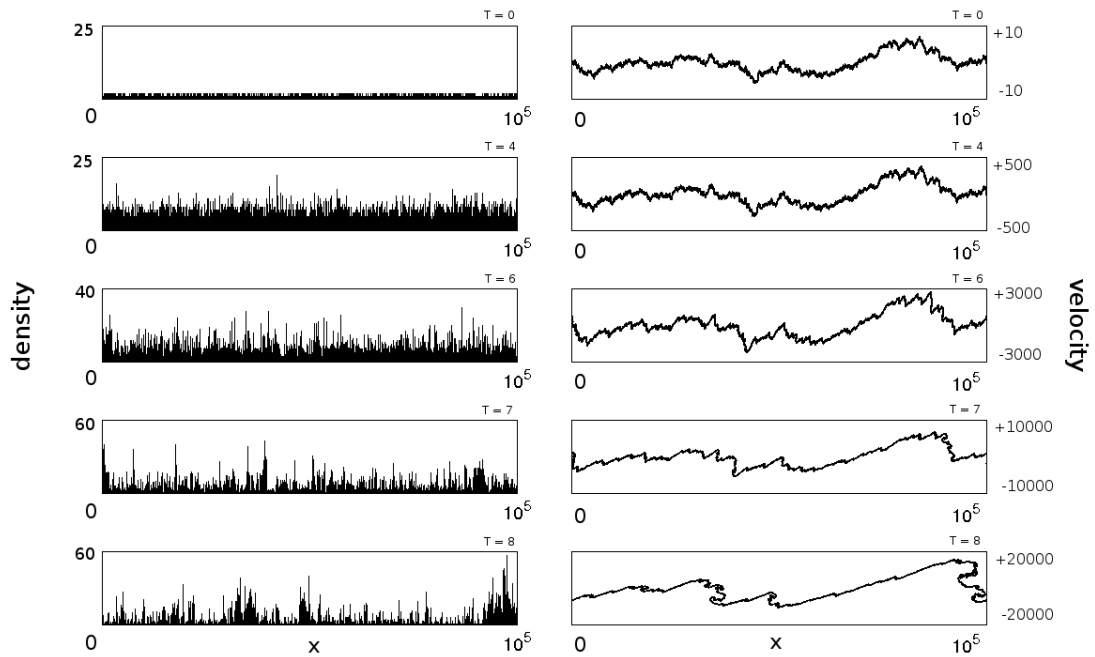 T = 0 T = 0
25 +10
-10
0 10^5 0 10^5
T = 4 T = 4
25 +500
-500
0 10^5 0 10^5
T = 6 T = 6
40 +3000
density velocity
-3000
0 10^5 0 10^5
T = 7 T = 7
60 +10000
-10000
0 10^5 0 10^5
T = 8 T = 8
60 +20000
-20000
0 x 10^5 0 x 10^5